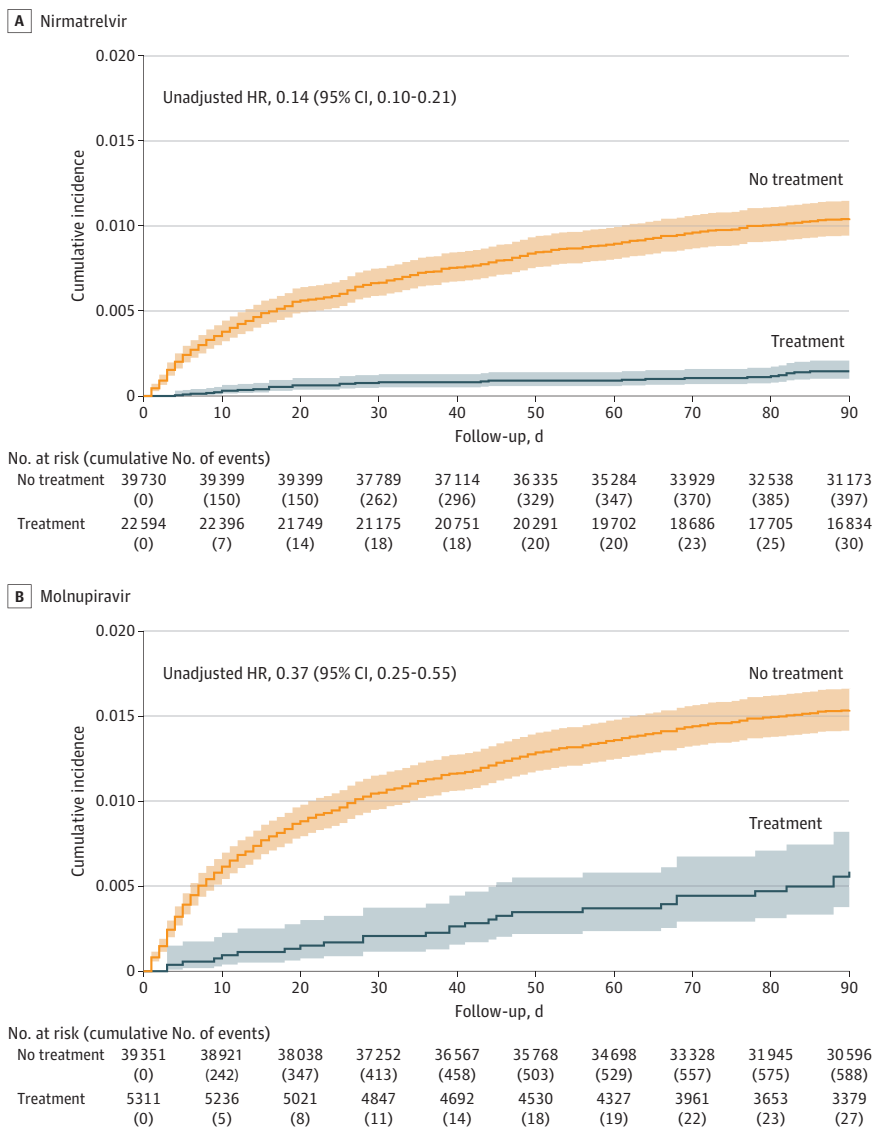 A Nirmatrelvir
0.020
Unadjusted HR, 0.14 (95% CI, 0.10-0.21)
0.015
No treatment
Cumulative incidence
0.010
0.005
Treatment
0
0 10 20 30 40 50 60 70 80 90
Follow-up, d
No. at risk (cumulative No. of events)
No treatment 39730 39399 39399 37789 37114 36335 35284 33929 32538 31173
(0) (150) (150) (262) (296) (329) (347) (370) (385) (397)
Treatment 22594 22396 21749 21175 20751 20291 19702 18686 17705 16834
(0) (7) (14) (18) (18) (20) (20) (23) (25) (30)
B Molnupiravir
0.020
Unadjusted HR, 0.37 (95% CI, 0.25-0.55)
No treatment
0.015
Cumulative incidence
0.010
Treatment
0.005
0
0 10 20 30 40 50 60 70 80 90
Follow-up, d
No. at risk (cumulative No. of events)
No treatment 39351 38921 38038 37252 36567 35768 34698 33328 31945 30596
(0) (242) (347) (413) (458) (503) (529) (557) (575) (588)
Treatment 5311 5236 5021 4847 4692 4530 4327 3961 3653 3379
(0) (5) (8) (11) (14) (18) (19) (22) (23) (27)